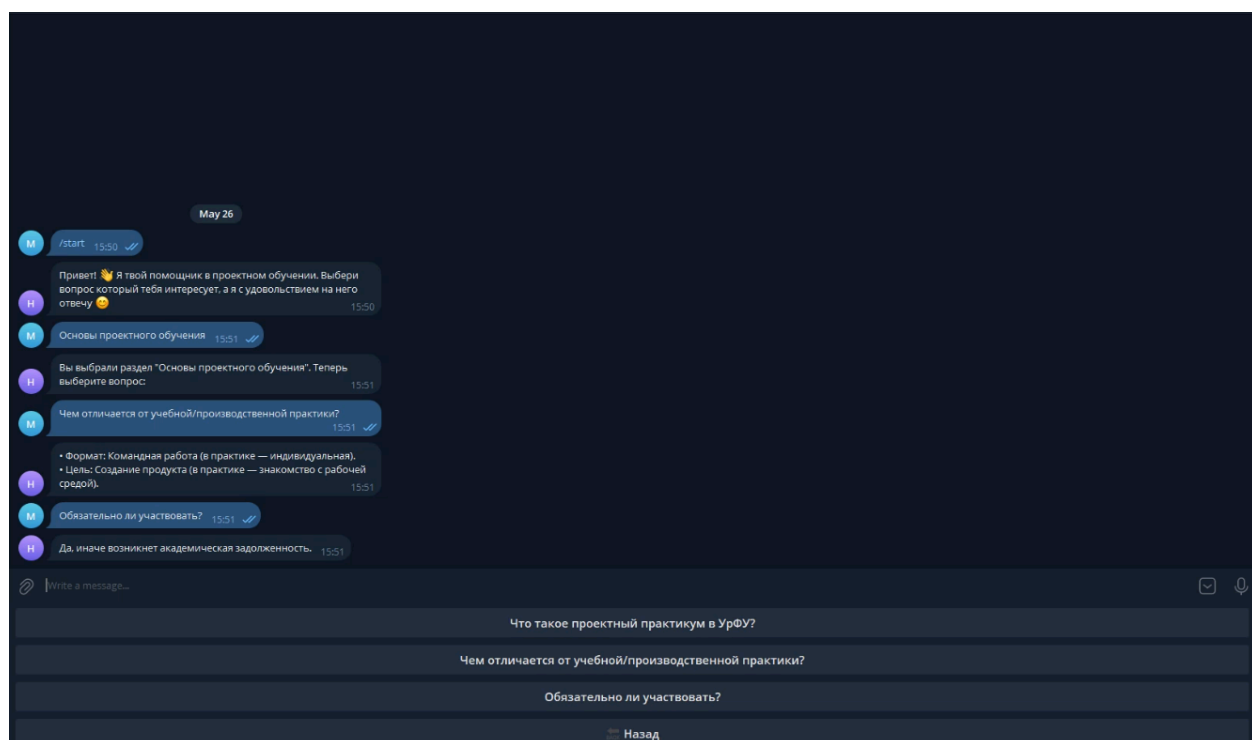 May 26
М
/start 15:50
Привет! 👋 Я твой помощник в проектном обучении. Выбери
вопрос который тебя интересует, а я с удовольствием на него
отвечу 😊 15:50
Н
М
Основы проектного обучения 15:51
Вы выбрали раздел "Основы проектного обучения". Теперь
выберите вопрос: 15:51
Н
Чем отличается от учебной/производственной практики?
15:51
М
• Формат: Командная работа (в практике — индивидуальная).
• Цель: Создание продукта (в практике — знакомство с рабочей
средой). 15:51
Н
М
Обязательно ли участвовать? 15:51
Н
Да, иначе возникнет академическая задолженность. 15:51
Write a message...
Что такое проектный практикум в УрФУ?
Чем отличается от учебной/производственной практики?
Обязательно ли участвовать?
Назад